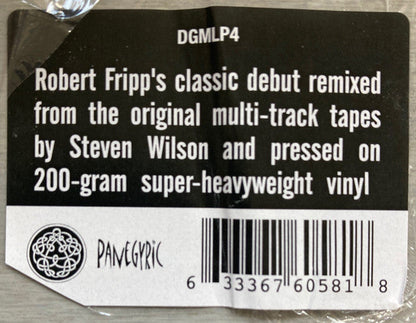 DGMLP4
Robert Fripp's classic debut remixed
from the original multi-track tapes
by Steven Wilson and pressed on
200-gram super-heavyweight vinyl
PANEGYRIC
6 33367 60581 8